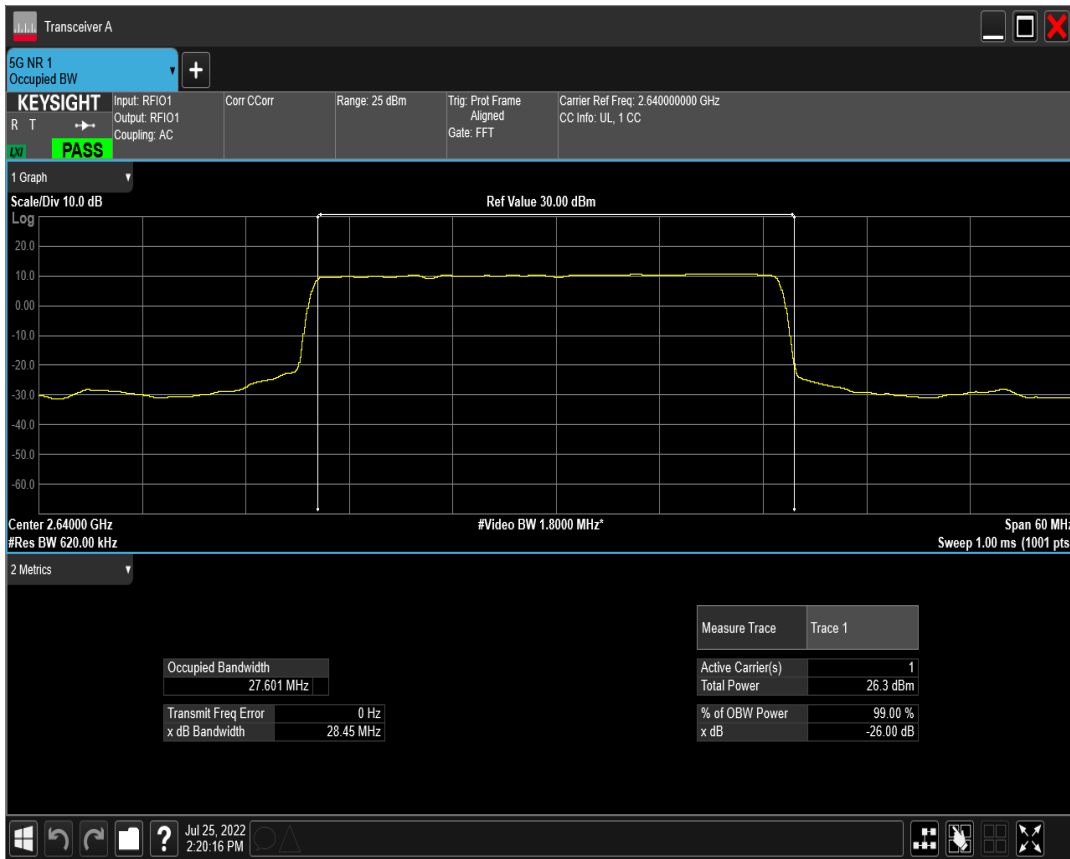 Transceiver A
5G NR 1
Occupied BW
+
KEYSIGHT
R T
LXI
PASS
Input: RFIO1
Output: RFIO1
Coupling: AC
Corr CCorr
Range: 25 dBm
Trig: Prot Frame
Aligned
Gate: FFT
Carrier Ref Freq: 2.640000000 GHz
CC Info: UL, 1 CC
1 Graph
Scale/Div 10.0 dB
Ref Value 30.00 dBm
Log
20.0
10.0
0.00
-10.0
-20.0
-30.0
-40.0
-50.0
-60.0
Center 2.64000 GHz
#Video BW 1.8000 MHz*
Span 60 MHz
#Res BW 620.00 kHz
Sweep 1.00 ms (1001 pts
2 Metrics
Measure Trace Trace 1
Occupied Bandwidth
27.601 MHz
Active Carrier(s) 1
Total Power 26.3 dBm
Transmit Freq Error 0 Hz
x dB Bandwidth 28.45 MHz
% of OBW Power 99.00 %
x dB -26.00 dB
?
Jul 25, 2022
2:20:16 PM